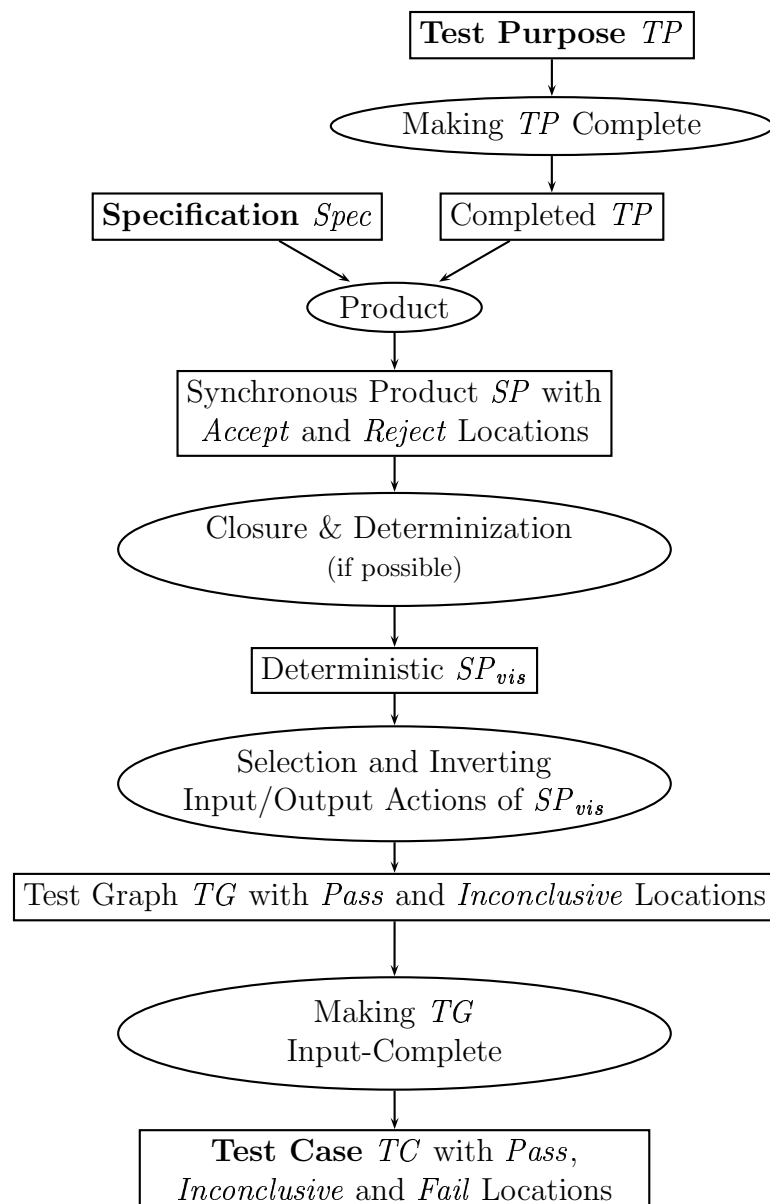 Test Purpose TP
Making TP Complete
Specification Spec
Completed TP
Product
Synchronous Product SP with
Accept and Reject Locations
Closure & Determinization
(if possible)
Deterministic SPvis
Selection and Inverting
Input/Output Actions of SPvis
Test Graph TG with Pass and Inconclusive Locations
Making TG
Input-Complete
Test Case TC with Pass,
Inconclusive and Fail Locations